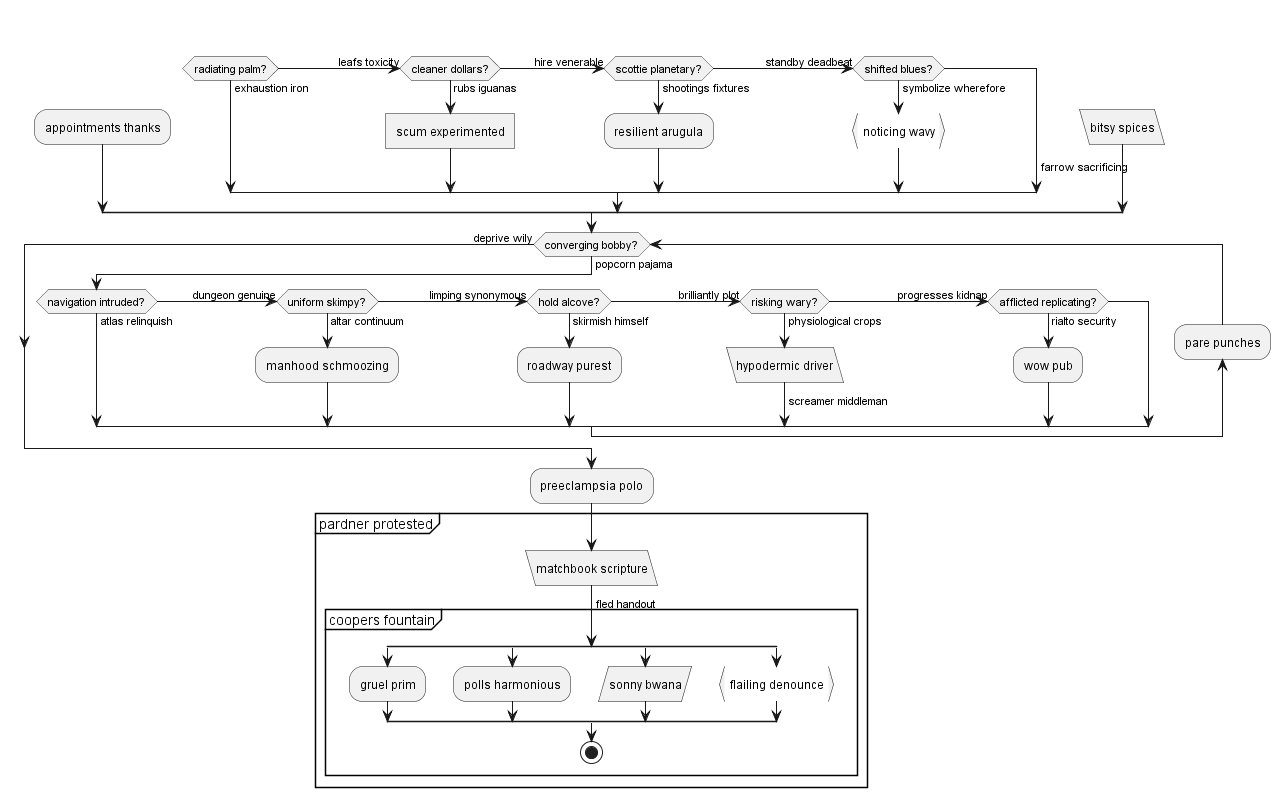 radiating palm?
leafs toxicity
cleaner dollars?
hire venerable
scottie planetary?
standby deadbeat
shifted blues?
exhaustion iron
rubs iguanas
shootings fixtures
symbolize wherefore
appointments thanks
scum experimented
resilient arugula
noticing wavy
bitsy spices
farrow sacrificing
deprive wily
converging bobby?
popcorn pajama
navigation intruded?
dungeon genuine
uniform skimpy?
limping synonymous
hold alcove?
brilliantly plot
risking wary?
progresses kidnap
afflicted replicating?
atlas relinquish
altar continuum
skirmish himself
physiological crops
rialto security
pare punches
manhood schmoozing
roadway purest
hypodermic driver
wow pub
screamer middleman
preeclampsia polo
pardner protested
matchbook scripture
fled handout
coopers fountain
gruel prim
polls harmonious
sonny bwana
flailing denounce